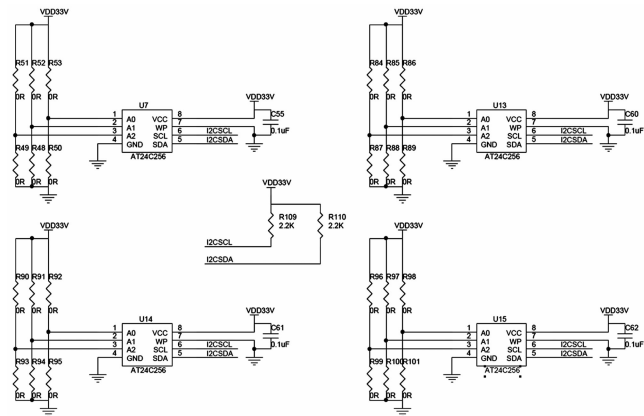 VDD33V
R51 R52 R53
0R 0R 0R
U7
1 A0 VCC 8
2 A1 WP 7
3 A2 SCL 6 I2CSCL
4 GND SDA 5 I2CSDA
AT24C256
VDD33V
C55
0.1uF
R49 R48 R50
0R 0R 0R
VDD33V
R84 R85 R86
0R 0R 0R
U13
1 A0 VCC 8
2 A1 WP 7
3 A2 SCL 6 I2CSCL
4 GND SDA 5 I2CSDA
AT24C256
VDD33V
C60
0.1uF
R87 R88 R89
0R 0R 0R
VDD33V
R109
2.2K
R110
2.2K
I2CSCL
I2CSDA
VDD33V
R90 R91 R92
0R 0R 0R
U14
1 A0 VCC 8
2 A1 WP 7
3 A2 SCL 6 I2CSCL
4 GND SDA 5 I2CSDA
AT24C256
VDD33V
C61
0.1uF
R93 R94 R95
0R 0R 0R
VDD33V
R96 R97 R98
0R 0R 0R
U15
1 A0 VCC 8
2 A1 WP 7
3 A2 SCL 6 I2CSCL
4 GND SDA 5 I2CSDA
AT24C256
VDD33V
C62
0.1uF
R99 R100 R101
0R 0R 0R